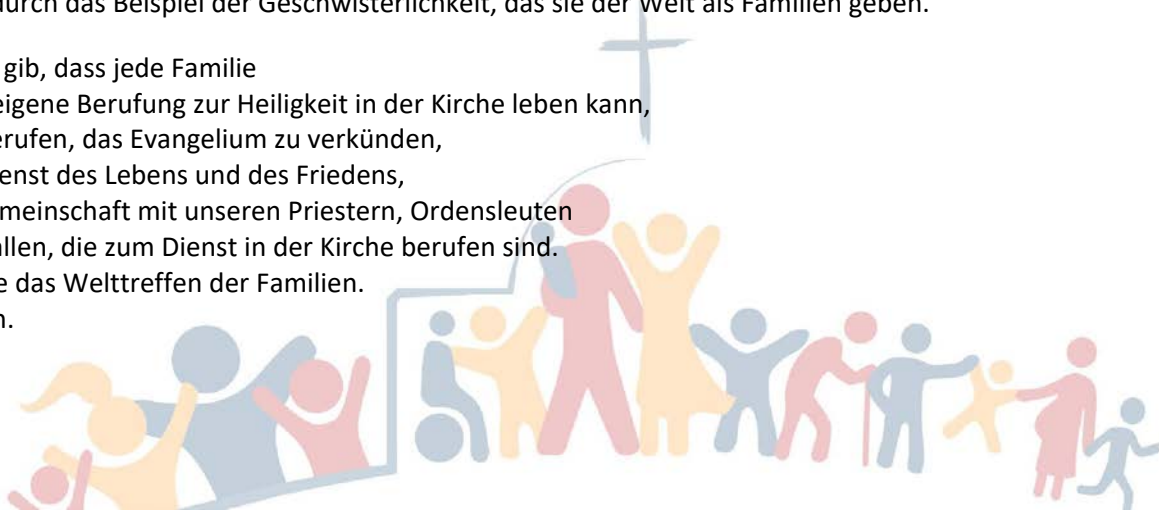 durch das Beispiel der Geschwisterlichkeit, das sie der Welt als Familien geben.
gib, dass jede Familie
eigene Berufung zur Heiligkeit in der Kirche leben kann,
erufen, das Evangelium zu verkünden,
enst des Lebens und des Friedens,
meinschaft mit unseren Priestern, Ordensleuten
allen, die zum Dienst in der Kirche berufen sind.
e das Welttreffen der Familien.
n.